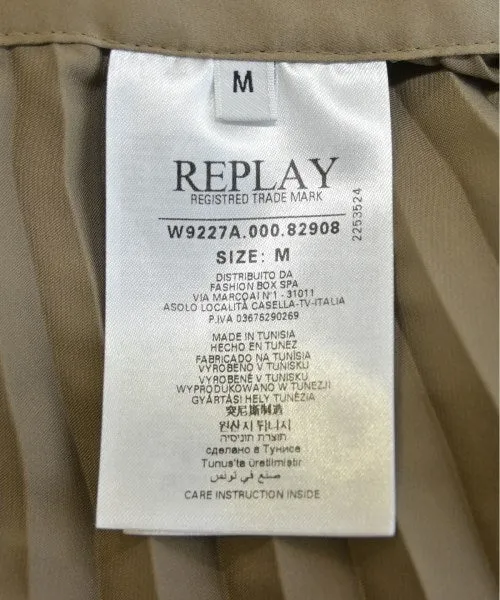 M
REPLAY
REGISTRED TRADE MARK
W9227A.000.82908
SIZE: M
2253524
DISTRIBUITO DA
FASHION BOX SPA
VIA MARCOAI N°1 - 31011
ASOLO LOCALITÀ CASELLA-TV-ITALIA
P.IVA 03676290269
MADE IN TUNISIA
HECHO EN TUNEZ
FABRICADO NA TUNÍSIA
VYROBENO V TUNISKU
VYROBENÉ V TUNISKU
WYPRODUKOWANO W TUNEZJI
GYÁRTÁSI HELY TUNÉZIA
突尼斯制造
원산지 튀니지
תוצרת תוניסיה
сделано в Тунисе
Tunus'ta üretilmiştir
صنع في تونس
CARE INSTRUCTION INSIDE